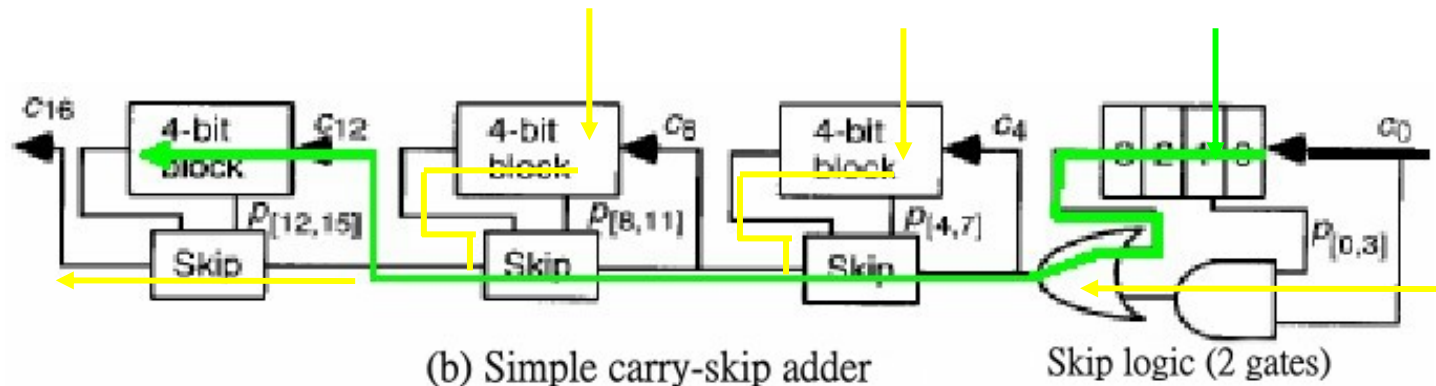 c16 4-bit block c12 4-bit block c8 4-bit block c4 3 2 1 0 c0
p[12,15] p[8,11] p[4,7] p[0,3]
Skip Skip Skip
(b) Simple carry-skip adder Skip logic (2 gates)